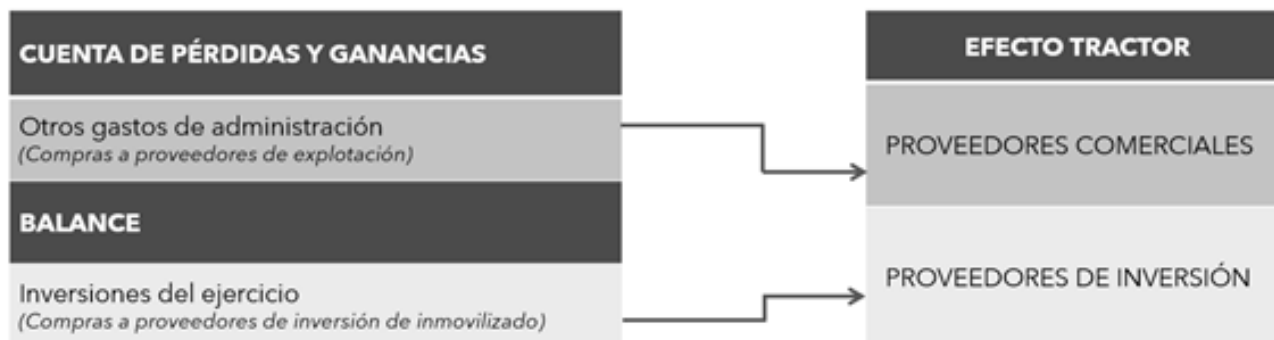 CUENTA DE PÉRDIDAS Y GANANCIAS
Otros gastos de administración
(Compras a proveedores de explotación)
BALANCE
Inversiones del ejercicio
(Compras a proveedores de inversión de inmovilizado)
EFECTO TRACTOR
PROVEEDORES COMERCIALES
PROVEEDORES DE INVERSIÓN